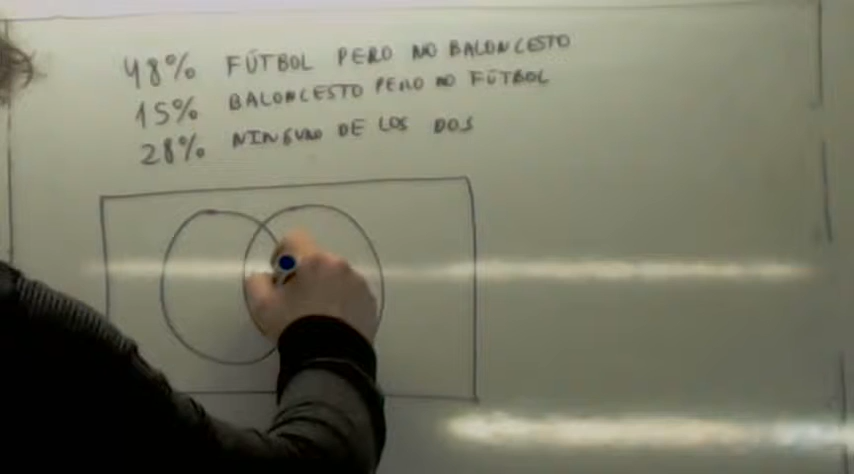 48% FÚTBOL PERO NO BALONCESTO
15% BALONCESTO PERO NO FÚTBOL
28% NINGUNO DE LOS DOS